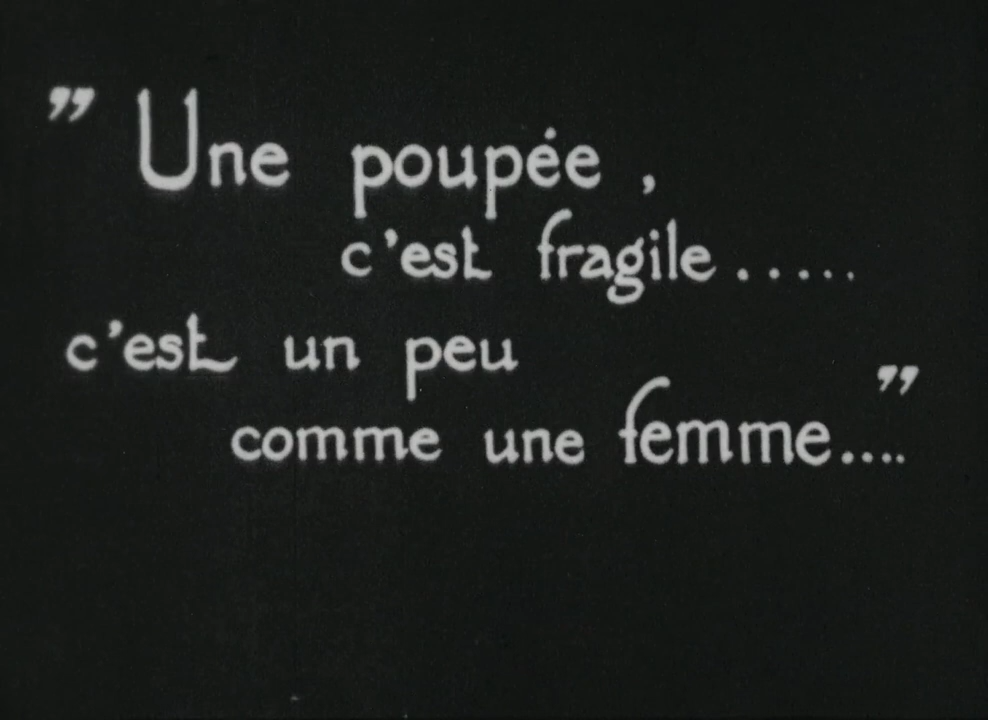 ” Une poupée ,
c’est fragile.....
c’est un peu
comme une femme....”